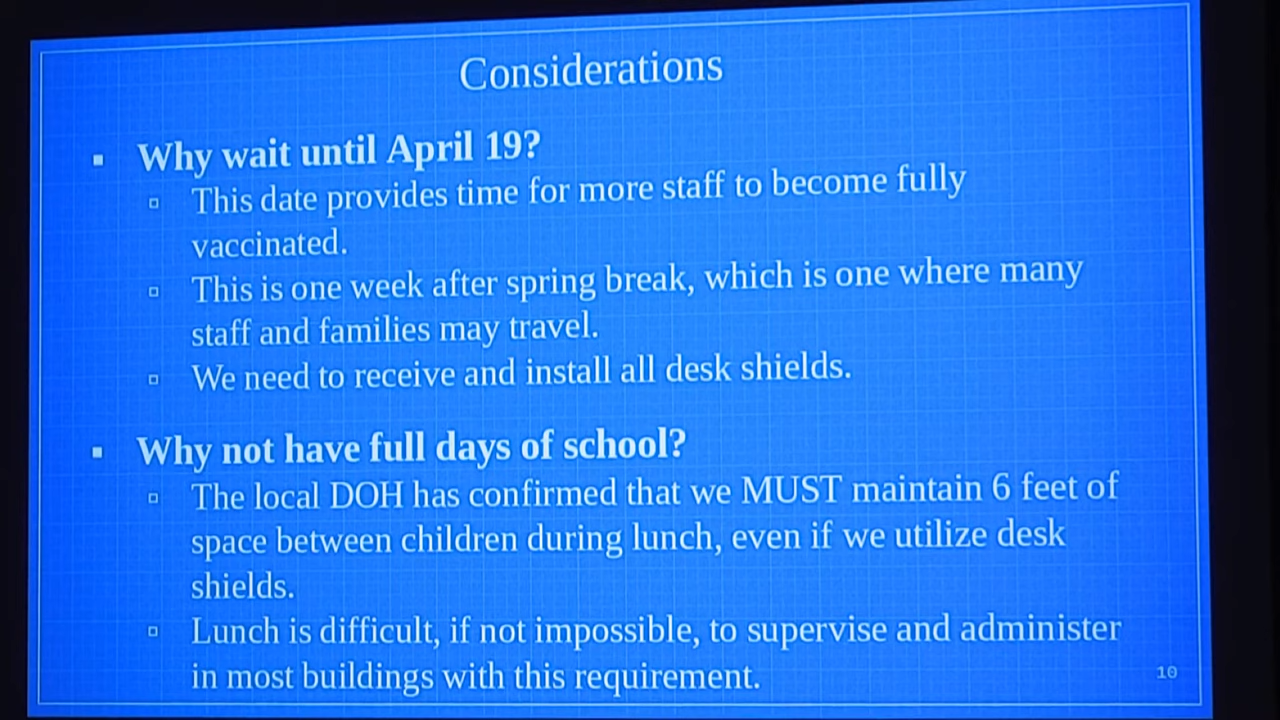 Considerations
▪ Why wait until April 19?
▫ This date provides time for more staff to become fully
vaccinated.
▫ This is one week after spring break, which is one where many
staff and families may travel.
▫ We need to receive and install all desk shields.
▪ Why not have full days of school?
▫ The local DOH has confirmed that we MUST maintain 6 feet of
space between children during lunch, even if we utilize desk
shields.
▫ Lunch is difficult, if not impossible, to supervise and administer
in most buildings with this requirement.
10